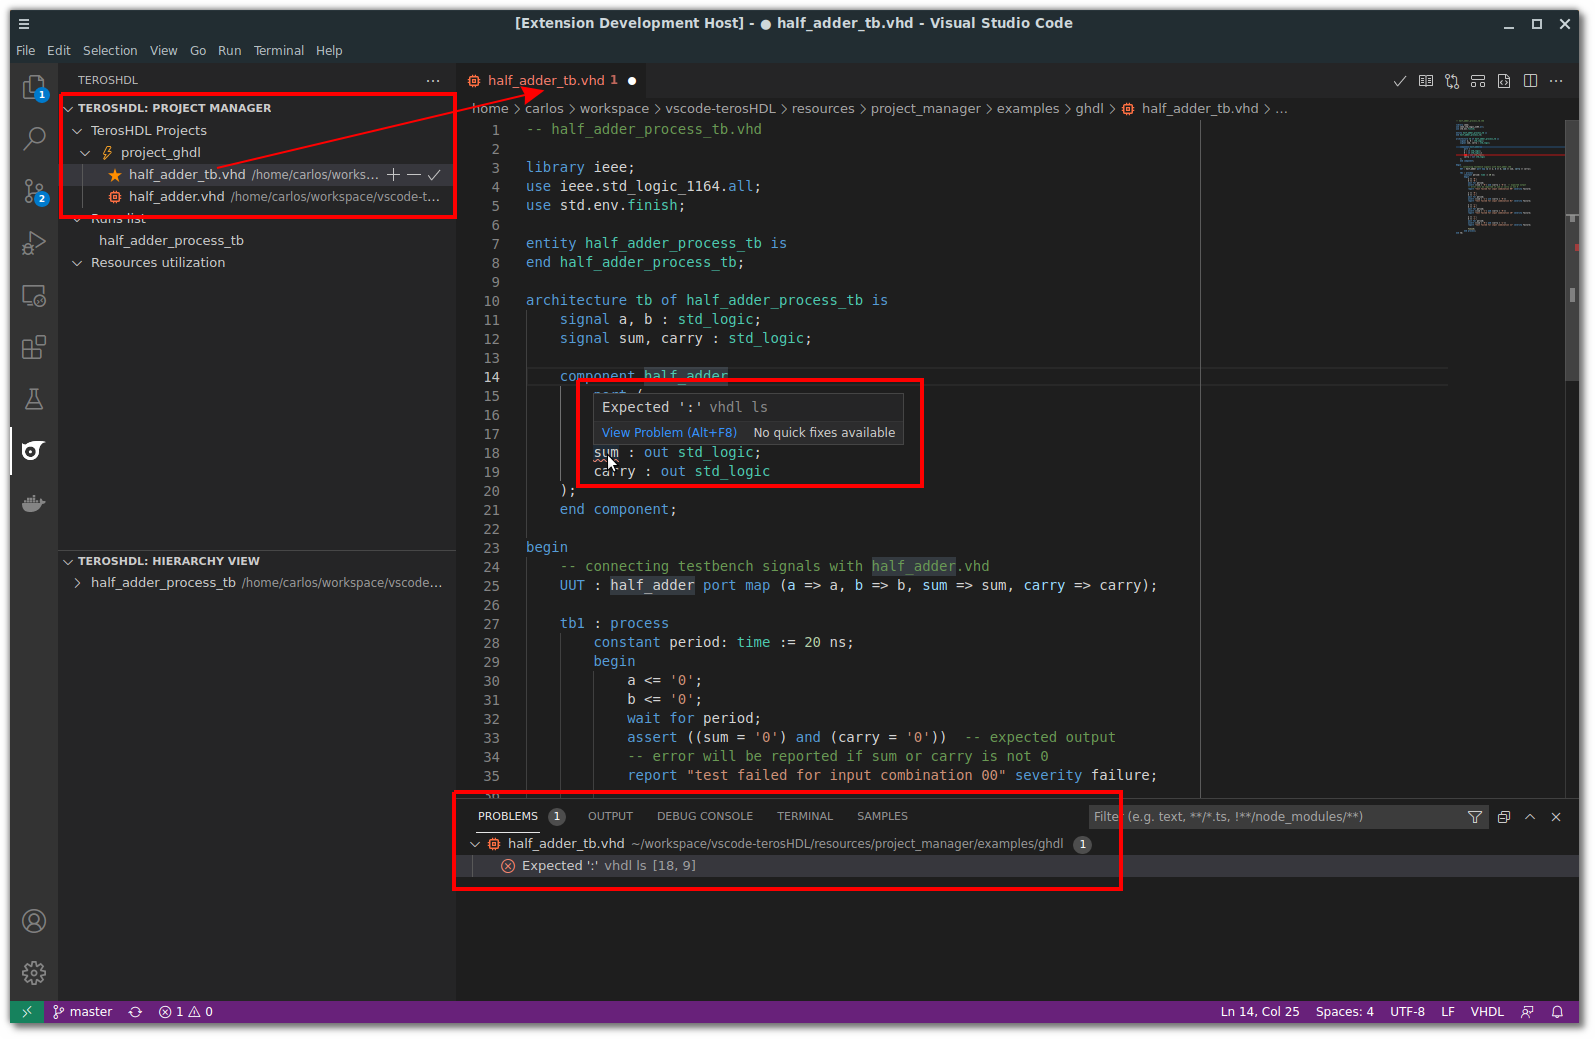 [Extension Development Host] - ● half_adder_tb.vhd - Visual Studio Code
File Edit Selection View Go Run Terminal Help
TEROSHDL
TEROSHDL: PROJECT MANAGER
TerosHDL Projects
project_ghdl
half_adder_tb.vhd /home/carlos/works...
half_adder.vhd /home/carlos/workspace/vscode-t...
Runs list
half_adder_process_tb
Resources utilization
TEROSHDL: HIERARCHY VIEW
half_adder_process_tb /home/carlos/workspace/vscode...
1
2
half_adder_tb.vhd 1 ●
home > carlos > workspace > vscode-terosHDL > resources > project_manager > examples > ghdl > half_adder_tb.vhd > ...
1 -- half_adder_process_tb.vhd
2
3 library ieee;
4 use ieee.std_logic_1164.all;
5 use std.env.finish;
6
7 entity half_adder_process_tb is
8 end half_adder_process_tb;
9
10 architecture tb of half_adder_process_tb is
11 signal a, b : std_logic;
12 signal sum, carry : std_logic;
13
14 component half_adder
15 port (
16
17
Expected ':' vhdl ls
View Problem (Alt+F8) No quick fixes available
18 sum : out std_logic;
19 carry : out std_logic
20 );
21 end component;
22
23 begin
24 -- connecting testbench signals with half_adder.vhd
25 UUT : half_adder port map (a => a, b => b, sum => sum, carry => carry);
26
27 tb1 : process
28 constant period: time := 20 ns;
29 begin
30 a <= '0';
31 b <= '0';
32 wait for period;
33 assert ((sum = '0') and (carry = '0')) -- expected output
34 -- error will be reported if sum or carry is not 0
35 report "test failed for input combination 00" severity failure;
36
PROBLEMS 1 OUTPUT DEBUG CONSOLE TERMINAL SAMPLES
Filter (e.g. text, **/*.ts, !**/node_modules/**)
half_adder_tb.vhd ~/workspace/vscode-terosHDL/resources/project_manager/examples/ghdl 1
Expected ':' vhdl ls [18, 9]
master 1 0 Ln 14, Col 25 Spaces: 4 UTF-8 LF VHDL